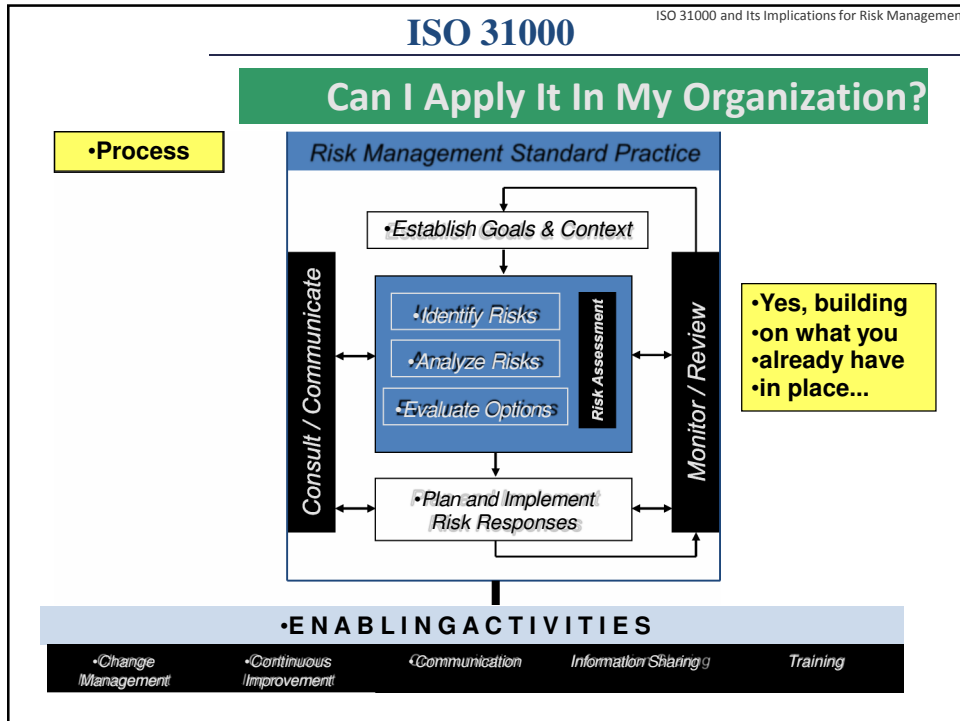 ISO 31000 and Its Implications for Risk Managemen
ISO 31000
Can I Apply It In My Organization?
•Process
Risk Management Standard Practice
•Establish Goals & Context
Consult / Communicate
•Identify Risks
•Analyze Risks
•Evaluate Options
Risk Assessment
Monitor / Review
•Yes, building
•on what you
•already have
•in place...
•Plan and Implement
Risk Responses
•E N A B L I N G A C T I V I T I E S
•Change
Management
•Continuous
Improvement
•Communication
Information Sharing
Training